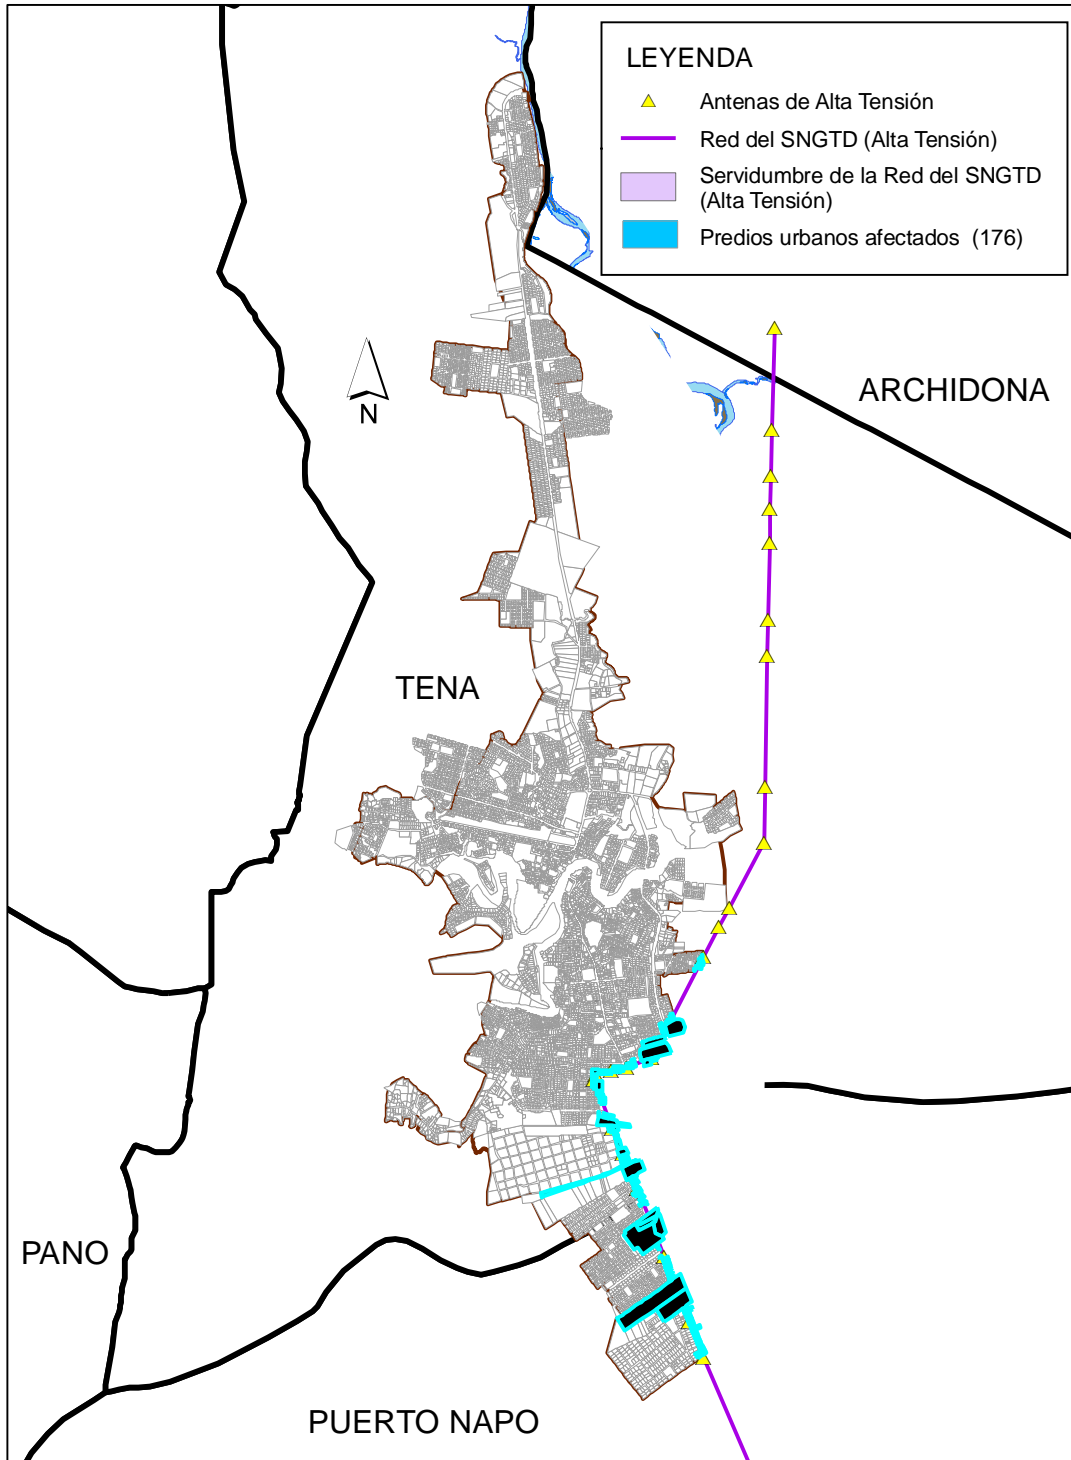 LEYENDA
Antenas de Alta Tensión
Red del SNGTD (Alta Tensión)
Servidumbre de la Red del SNGTD
(Alta Tensión)
Predios urbanos afectados (176)
ARCHIDONA
N
TENA
PANO
PUERTO NAPO